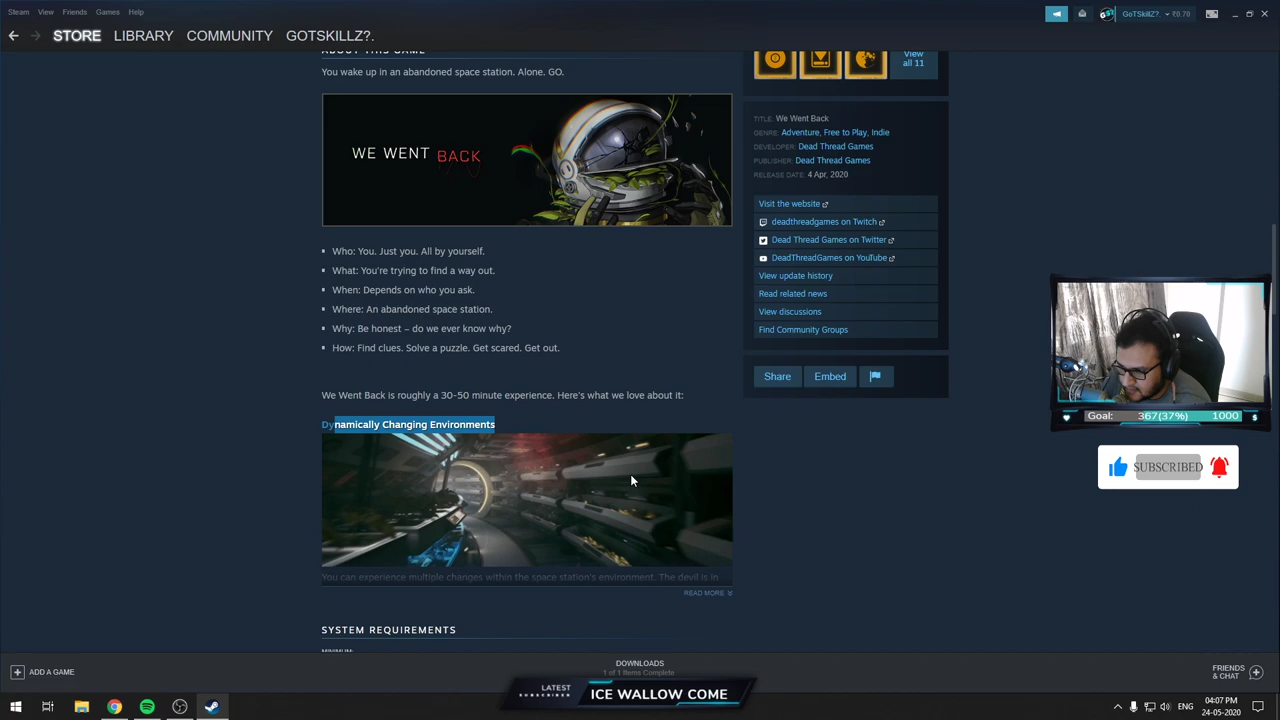 Steam View Friends Games Help
GoTSkillZ?. ₹0.78
STORE LIBRARY COMMUNITY GOTSKILLZ?.
ABOUT THIS GAME
You wake up in an abandoned space station. Alone. GO.
WE WENT BACK
Who: You. Just you. All by yourself.
What: You're trying to find a way out.
When: Depends on who you ask.
Where: An abandoned space station.
Why: Be honest – do we ever know why?
How: Find clues. Solve a puzzle. Get scared. Get out.
We Went Back is roughly a 30-50 minute experience. Here's what we love about it:
Dynamically Changing Environments
You can experience multiple changes within the space station's environment. The devil is in
READ MORE
SYSTEM REQUIREMENTS
MINIMUM:
View
all 11
TITLE: We Went Back
GENRE: Adventure, Free to Play, Indie
DEVELOPER: Dead Thread Games
PUBLISHER: Dead Thread Games
RELEASE DATE: 4 Apr, 2020
Visit the website
deadthreadgames on Twitch
Dead Thread Games on Twitter
DeadThreadGames on YouTube
View update history
Read related news
View discussions
Find Community Groups
Share Embed
Goal: 367(37%) 1000 $
SUBSCRIBED
ADD A GAME
DOWNLOADS
1 of 1 Items Complete
FRIENDS
& CHAT
LATEST
SUBSCRIBER
ICE WALLOW COME
ENG
04:07 PM
24-05-2020